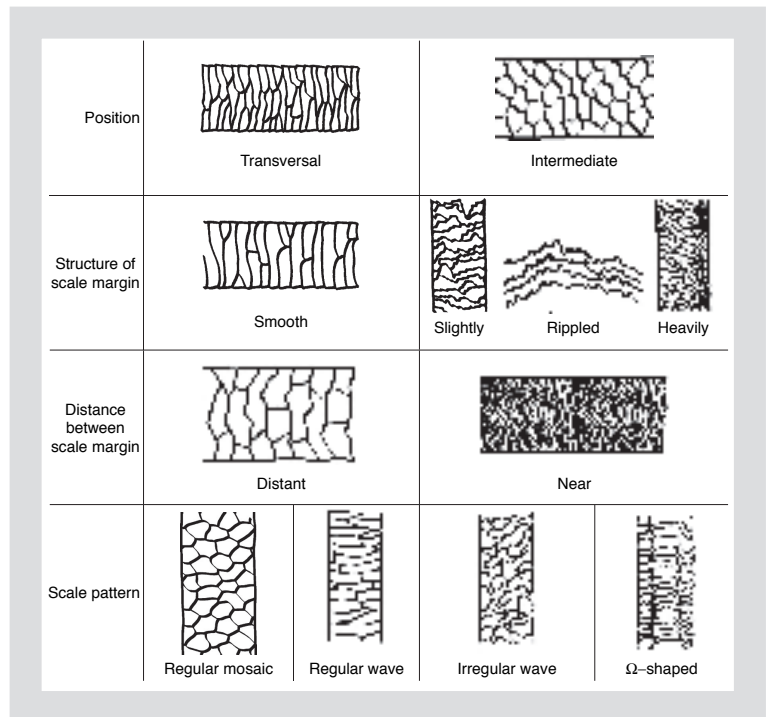 Position
Transversal
Intermediate
Structure of
scale margin
Smooth
Slightly
Rippled
Heavily
Distance
between
scale margin
Distant
Near
Scale pattern
Regular mosaic
Regular wave
Irregular wave
Ω–shaped